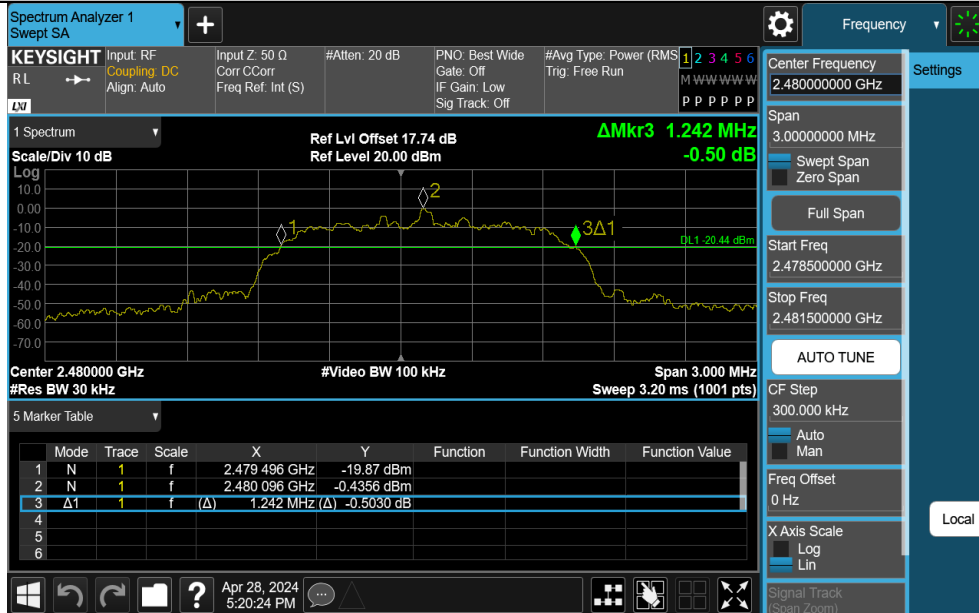 Spectrum Analyzer 1
Swept SA
+
Frequency
KEYSIGHT
Input: RF
Input Z: 50 Ω
#Atten: 20 dB
PNO: Best Wide
#Avg Type: Power (RMS
1 2 3 4 5 6
R L
Coupling: DC
Corr CCorr
Gate: Off
Trig: Free Run
M W W W W W
Align: Auto
Freq Ref: Int (S)
IF Gain: Low
Sig Track: Off
P P P P P P
LXI
Center Frequency
2.480000000 GHz
Settings
1 Spectrum
Ref Lvl Offset 17.74 dB
ΔMkr3 1.242 MHz
Scale/Div 10 dB
Ref Level 20.00 dBm
-0.50 dB
Log
10.0
0.00
-10.0
-20.0
-30.0
-40.0
-50.0
-60.0
-70.0
1
2
3Δ1
DL1 -20.44 dBm
Center 2.480000 GHz
#Video BW 100 kHz
Span 3.000 MHz
#Res BW 30 kHz
Sweep 3.20 ms (1001 pts)
Span
3.00000000 MHz
Swept Span
Zero Span
Full Span
Start Freq
2.478500000 GHz
Stop Freq
2.481500000 GHz
AUTO TUNE
CF Step
300.000 kHz
Auto
Man
Freq Offset
0 Hz
X Axis Scale
Log
Lin
Signal Track
(Span Zoom)
Local
5 Marker Table
Mode Trace Scale X Y Function Function Width Function Value
1 N 1 f 2.479 496 GHz -19.87 dBm
2 N 1 f 2.480 096 GHz -0.4356 dBm
3 Δ1 1 f (Δ) 1.242 MHz (Δ) -0.5030 dB
4
5
6
?
Apr 28, 2024
5:20:24 PM